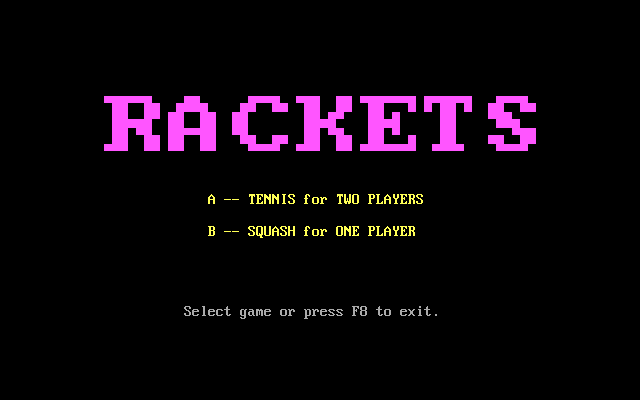 RACKETS
A -- TENNIS for TWO PLAYERS
B -- SQUASH for ONE PLAYER
Select game or press F8 to exit.